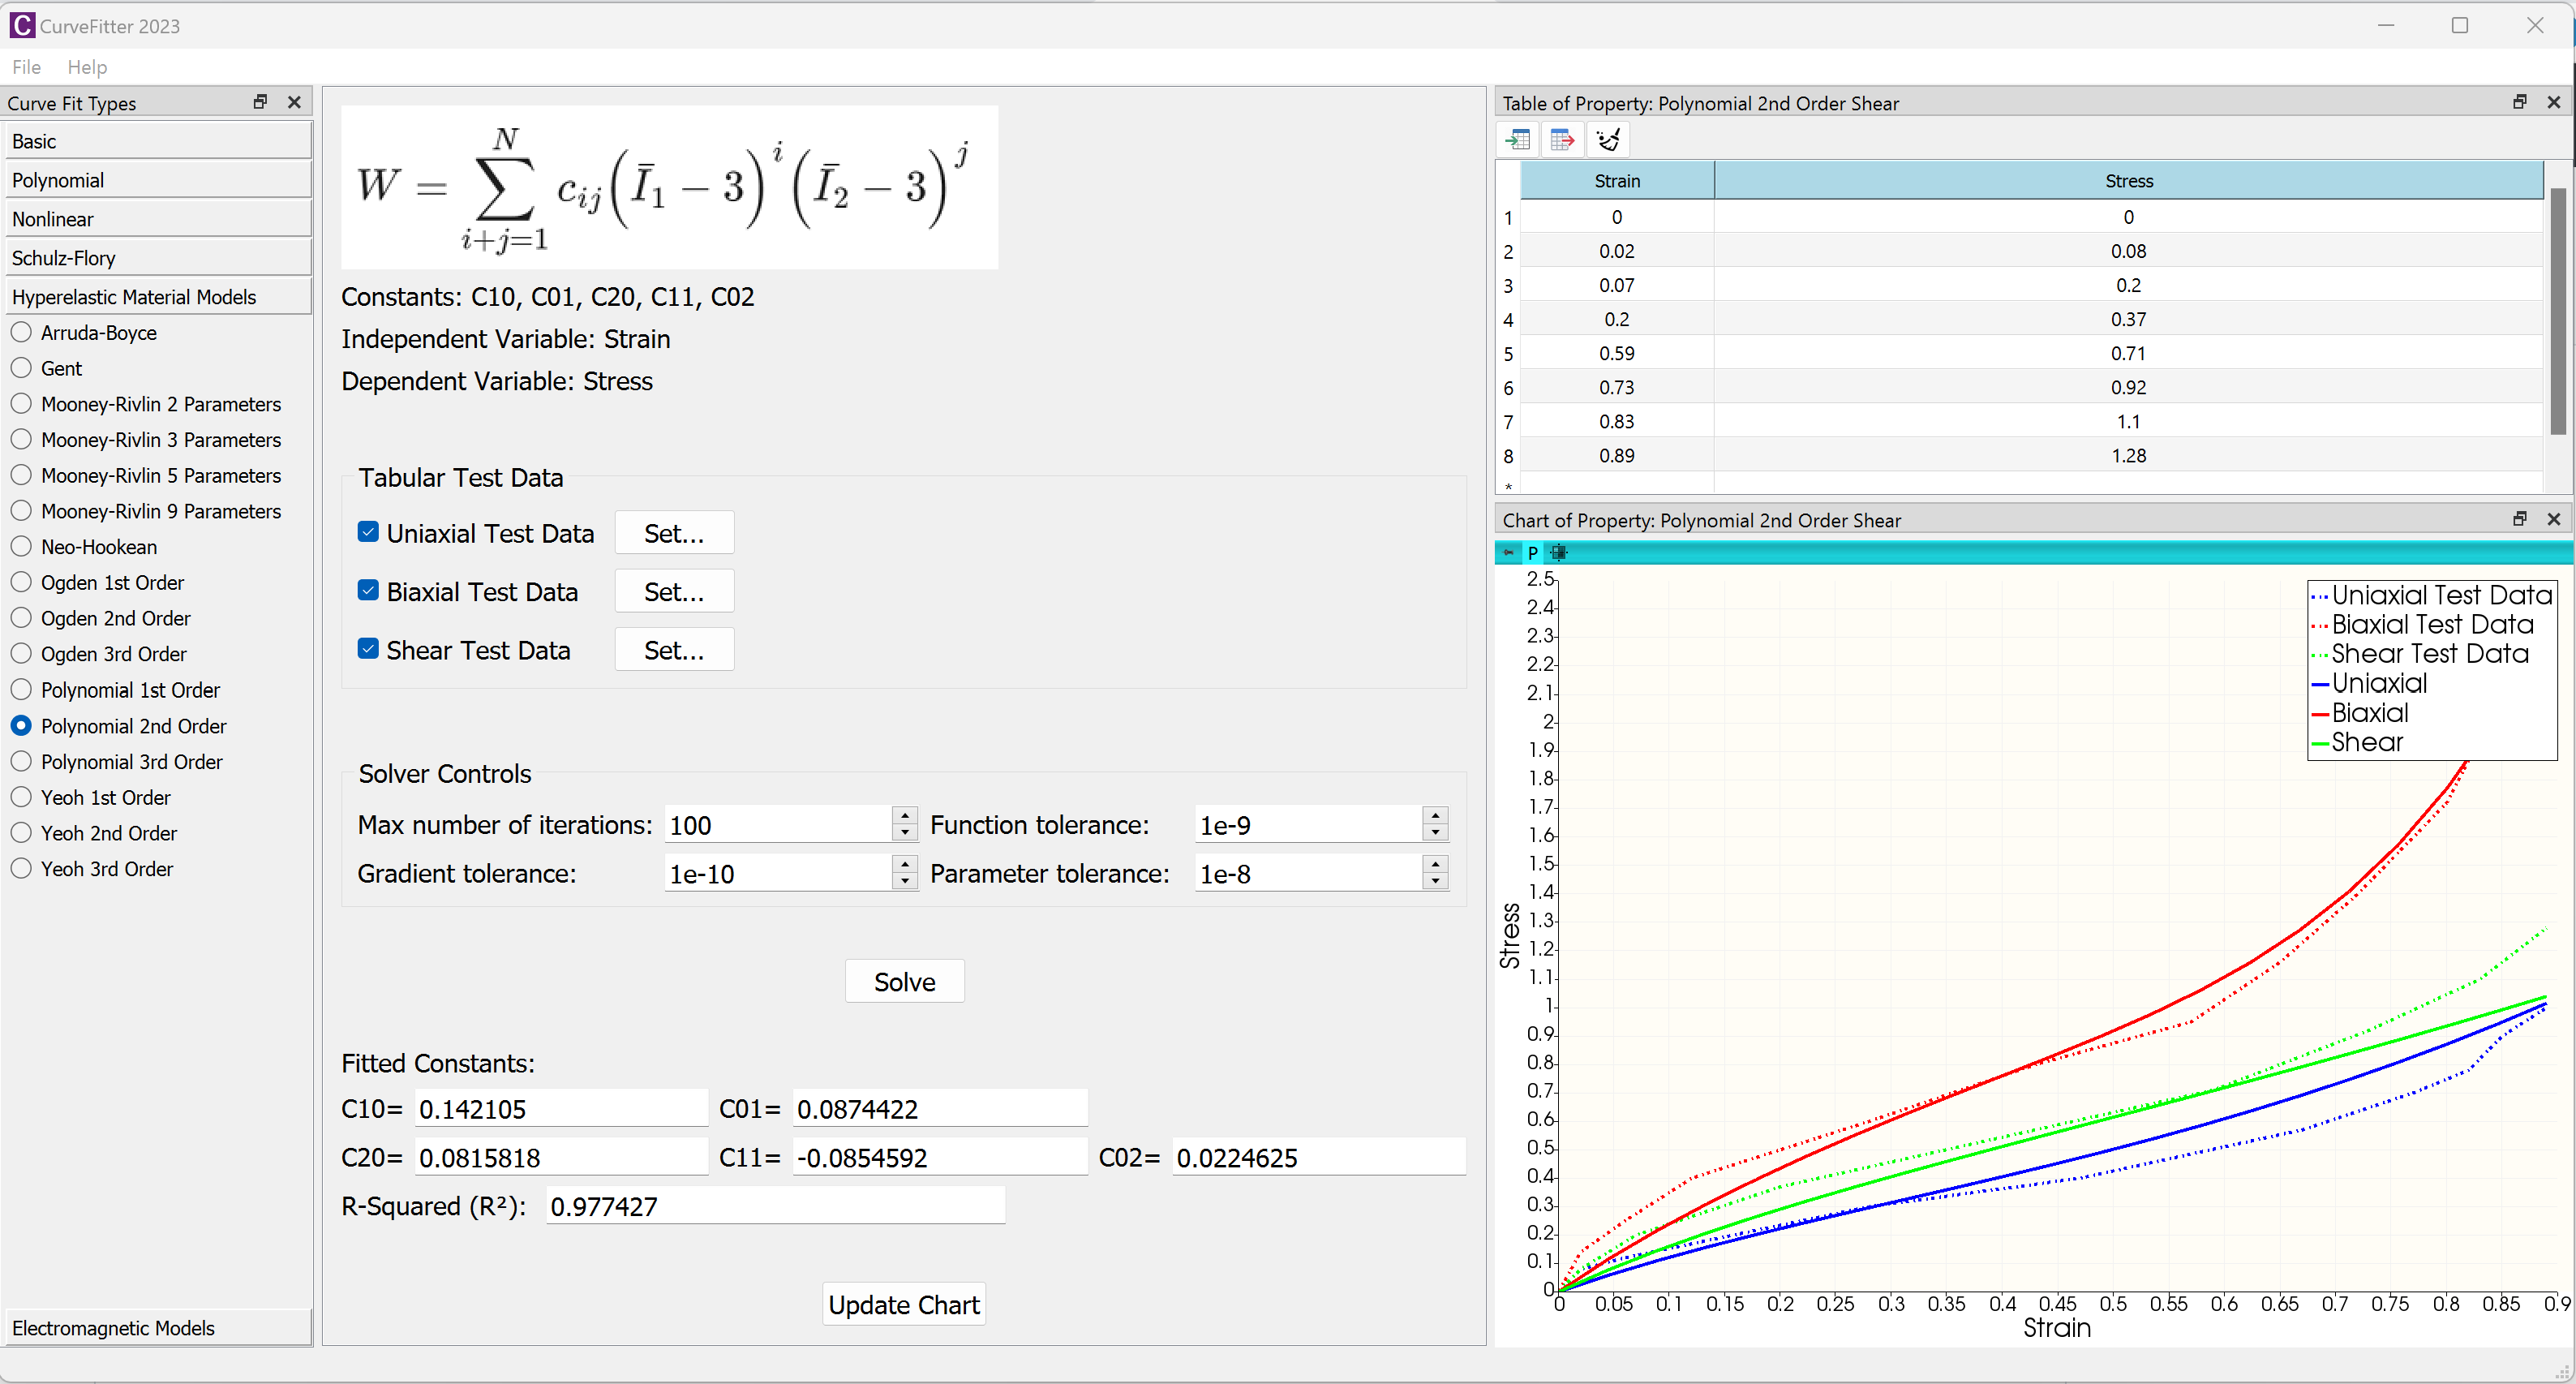 CurveFitter 2023
File Help
Curve Fit Types
Basic
Polynomial
Nonlinear
Schulz-Flory
Hyperelastic Material Models
Arruda-Boyce
Gent
Mooney-Rivlin 2 Parameters
Mooney-Rivlin 3 Parameters
Mooney-Rivlin 5 Parameters
Mooney-Rivlin 9 Parameters
Neo-Hookean
Ogden 1st Order
Ogden 2nd Order
Ogden 3rd Order
Polynomial 1st Order
Polynomial 2nd Order
Polynomial 3rd Order
Yeoh 1st Order
Yeoh 2nd Order
Yeoh 3rd Order
Electromagnetic Models
W = ∑_{i+j=1}^{N} c_{ij}(Ī₁ − 3)^i (Ī₂ − 3)^j
Constants: C10, C01, C20, C11, C02
Independent Variable: Strain
Dependent Variable: Stress
Tabular Test Data
Uniaxial Test Data Set...
Biaxial Test Data Set...
Shear Test Data Set...
Solver Controls
Max number of iterations: 100 Function tolerance: 1e-9
Gradient tolerance: 1e-10 Parameter tolerance: 1e-8
Solve
Fitted Constants:
C10= 0.142105 C01= 0.0874422
C20= 0.0815818 C11= -0.0854592 C02= 0.0224625
R-Squared (R²): 0.977427
Update Chart
Table of Property: Polynomial 2nd Order Shear
Strain Stress
1 0 0
2 0.02 0.08
3 0.07 0.2
4 0.2 0.37
5 0.59 0.71
6 0.73 0.92
7 0.83 1.1
8 0.89 1.28
*
Chart of Property: Polynomial 2nd Order Shear
P
Uniaxial Test Data
Biaxial Test Data
Shear Test Data
Uniaxial
Biaxial
Shear
2.5
2.4
2.3
2.2
2.1
2
1.9
1.8
1.7
1.6
1.5
1.4
1.3
1.2
1.1
1
0.9
0.8
0.7
0.6
0.5
0.4
0.3
0.2
0.1
0
Stress
0 0.05 0.1 0.15 0.2 0.25 0.3 0.35 0.4 0.45 0.5 0.55 0.6 0.65 0.7 0.75 0.8 0.85 0.9
Strain